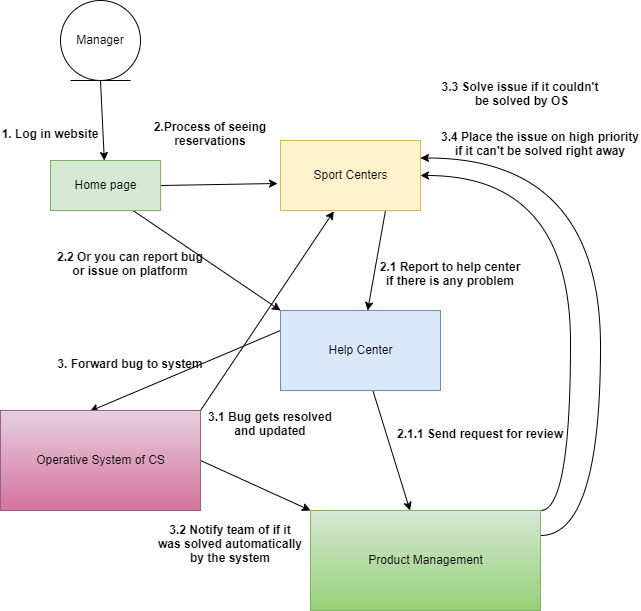 Manager
3.3 Solve issue if it couldn't
be solved by OS
1. Log in website
2.Process of seeing
reservations
3.4 Place the issue on high priority
if it can't be solved right away
Home page
Sport Centers
2.2 Or you can report bug
or issue on platform
2.1 Report to help center
if there is any problem
Help Center
3. Forward bug to system
3.1 Bug gets resolved
and updated
2.1.1 Send request for review
Operative System of CS
3.2 Notify team of if it
was solved automatically
by the system
Product Management